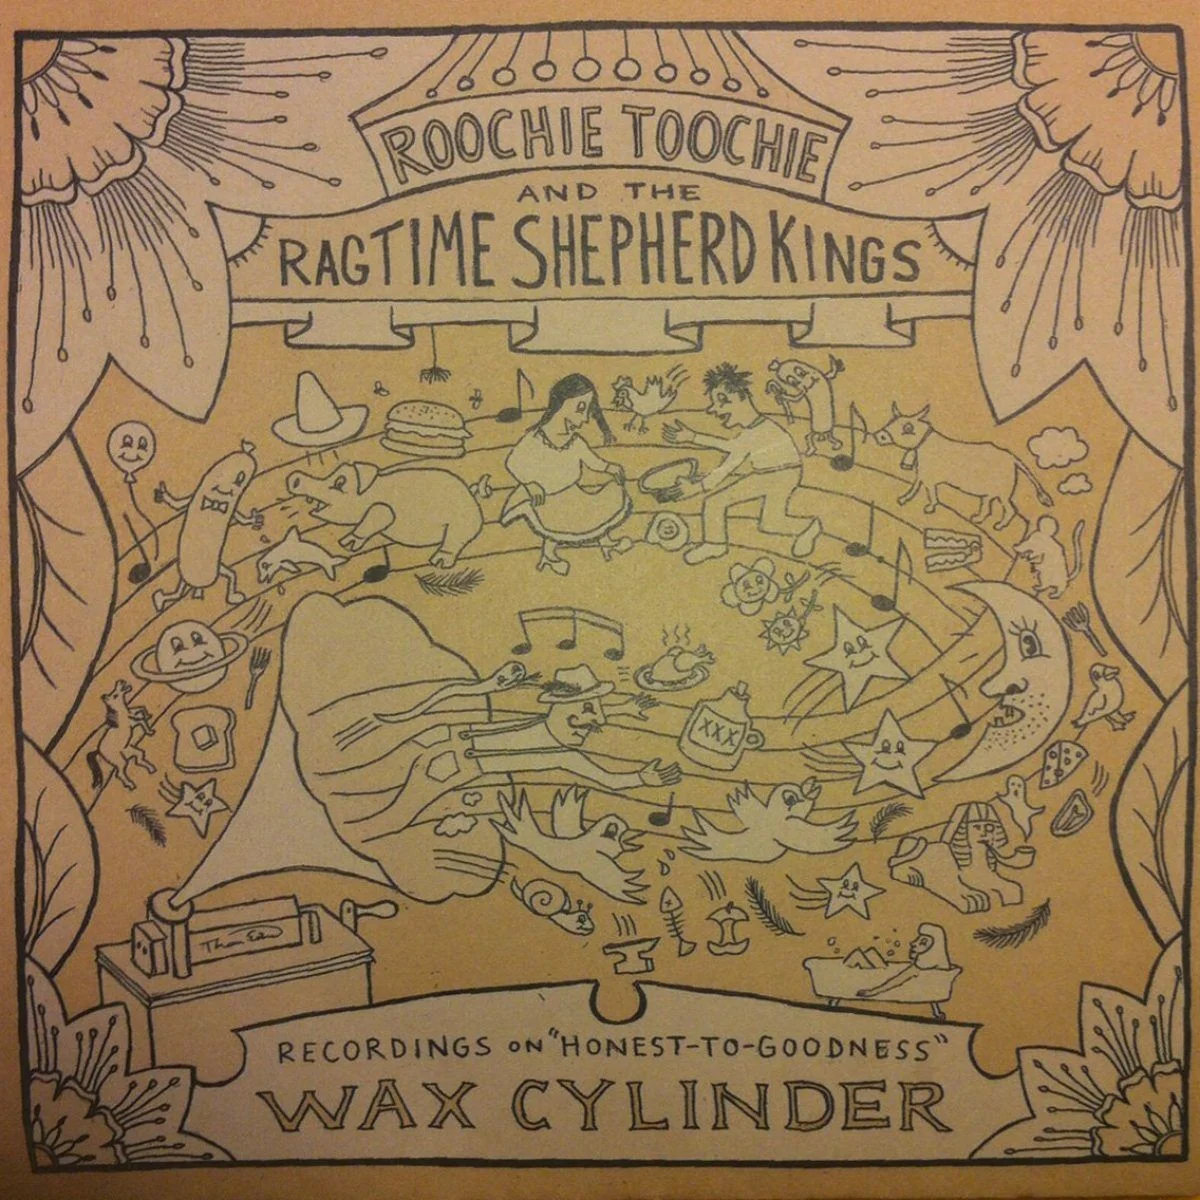 ROOCHIE TOOCHIE
AND THE
RAGTIME SHEPHERD KINGS
XXX
RECORDINGS ON "HONEST-TO-GOODNESS"
WAX CYLINDER